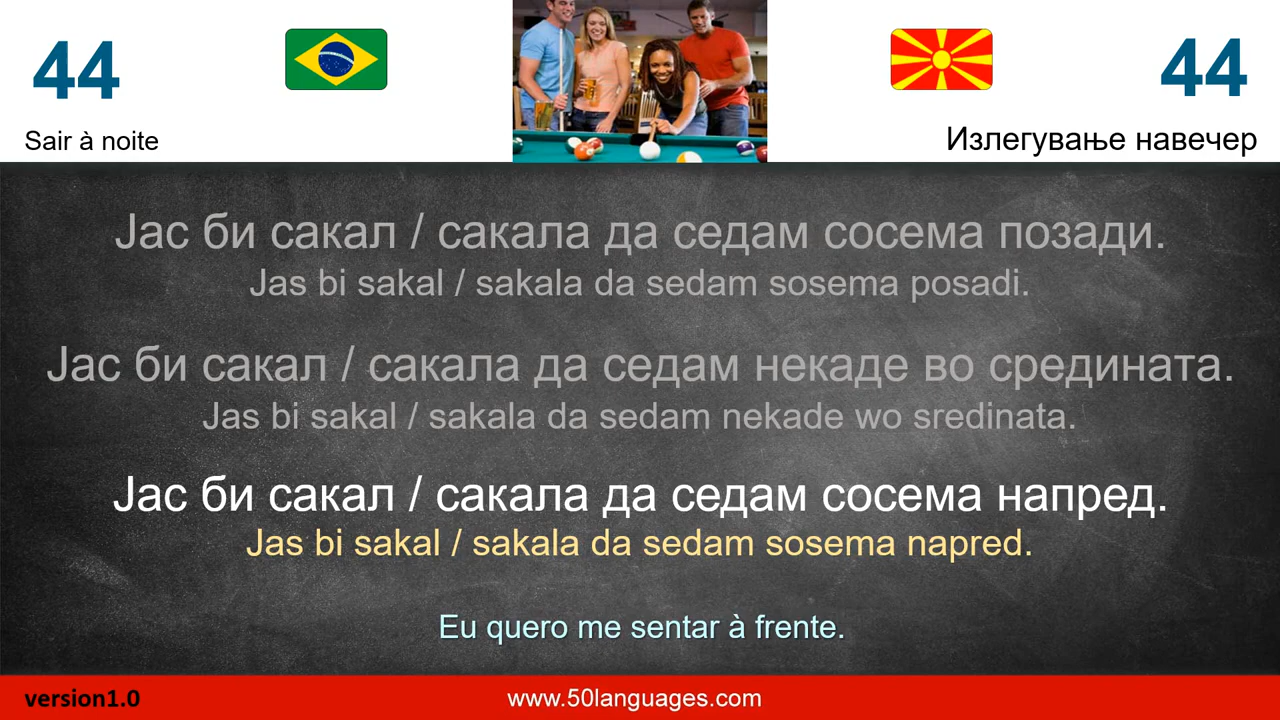 44
44
Sair à noite
Излегување навечер
Јас би сакал / сакала да седам сосема позади.
Jas bi sakal / sakala da sedam sosema posadi.
Јас би сакал / сакала да седам некаде во средината.
Jas bi sakal / sakala da sedam nekade wo sredinata.
Јас би сакал / сакала да седам сосема напред.
Jas bi sakal / sakala da sedam sosema napred.
Eu quero me sentar à frente.
version1.0
www.50languages.com